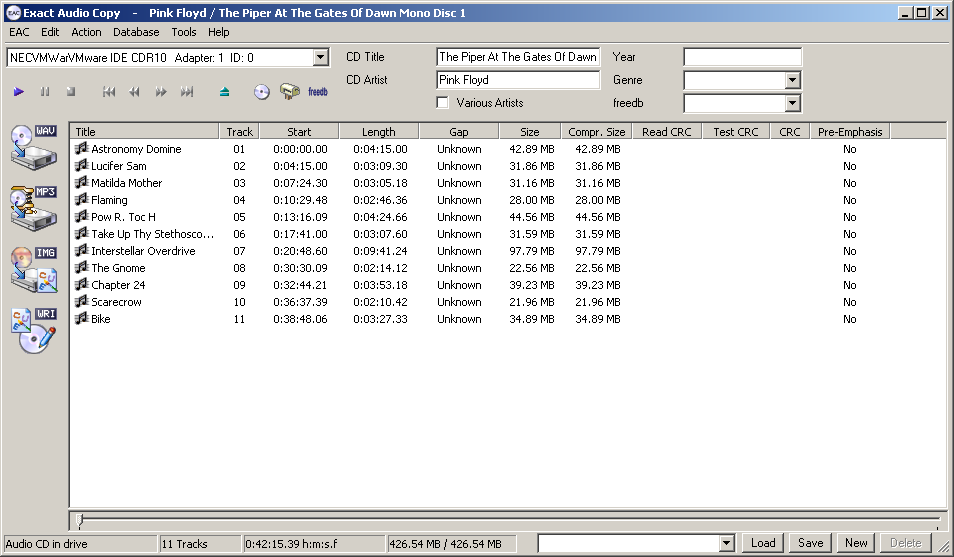 EAC Exact Audio Copy - Pink Floyd / The Piper At The Gates Of Dawn Mono Disc 1
EAC Edit Action Database Tools Help
NECVMWarVMware IDE CDR10 Adapter: 1 ID: 0
CD Title The Piper At The Gates Of Dawn Year
CD Artist Pink Floyd Genre
Various Artists freedb
freedb
WAV
MP3
IMG
WRI
Title Track Start Length Gap Size Compr. Size Read CRC Test CRC CRC Pre-Emphasis
Astronomy Domine 01 0:00:00.00 0:04:15.00 Unknown 42.89 MB 42.89 MB No
Lucifer Sam 02 0:04:15.00 0:03:09.30 Unknown 31.86 MB 31.86 MB No
Matilda Mother 03 0:07:24.30 0:03:05.18 Unknown 31.16 MB 31.16 MB No
Flaming 04 0:10:29.48 0:02:46.36 Unknown 28.00 MB 28.00 MB No
Pow R. Toc H 05 0:13:16.09 0:04:24.66 Unknown 44.56 MB 44.56 MB No
Take Up Thy Stethosco... 06 0:17:41.00 0:03:07.60 Unknown 31.59 MB 31.59 MB No
Interstellar Overdrive 07 0:20:48.60 0:09:41.24 Unknown 97.79 MB 97.79 MB No
The Gnome 08 0:30:30.09 0:02:14.12 Unknown 22.56 MB 22.56 MB No
Chapter 24 09 0:32:44.21 0:03:53.18 Unknown 39.23 MB 39.23 MB No
Scarecrow 10 0:36:37.39 0:02:10.42 Unknown 21.96 MB 21.96 MB No
Bike 11 0:38:48.06 0:03:27.33 Unknown 34.89 MB 34.89 MB No
Audio CD in drive 11 Tracks 0:42:15.39 h:m:s.f 426.54 MB / 426.54 MB Load Save New Delete